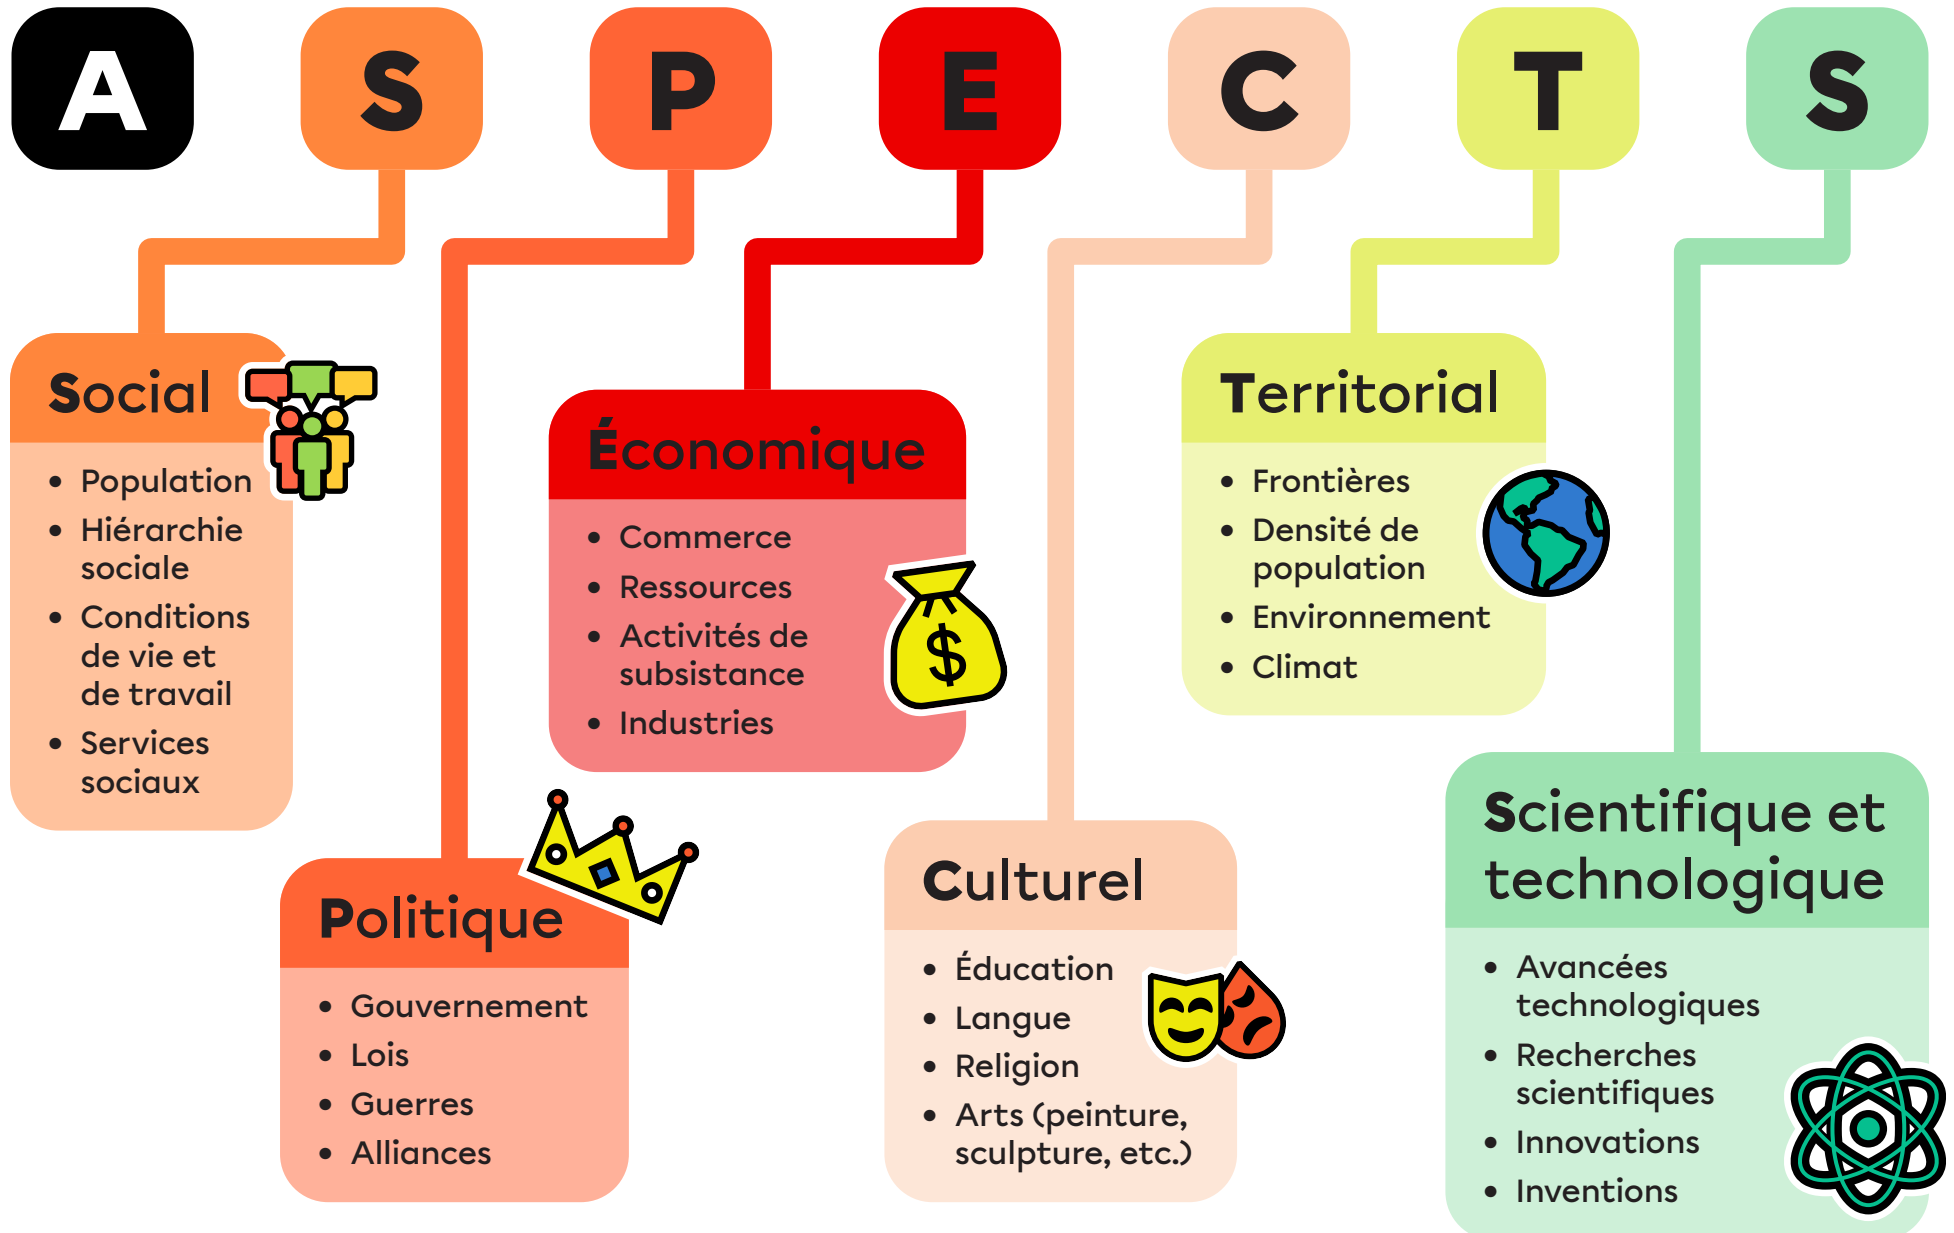 A S P E C T S
Social
• Population
• Hiérarchie
sociale
• Conditions
de vie et
de travail
• Services
sociaux
Politique
• Gouvernement
• Lois
• Guerres
• Alliances
Économique
• Commerce
• Ressources
• Activités de
subsistance
• Industries
$
Culturel
• Éducation
• Langue
• Religion
• Arts (peinture,
sculpture, etc.)
Territorial
• Frontières
• Densité de
population
• Environnement
• Climat
Scientifique et
technologique
• Avancées
technologiques
• Recherches
scientifiques
• Innovations
• Inventions